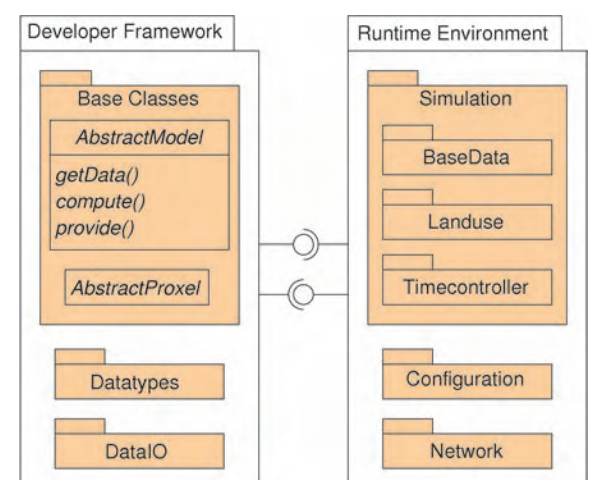 Developer Framework
Base Classes
AbstractModel
getData()
compute()
provide()
AbstractProxel
Datatypes
DataIO
Runtime Environment
Simulation
BaseData
Landuse
Timecontroller
Configuration
Network